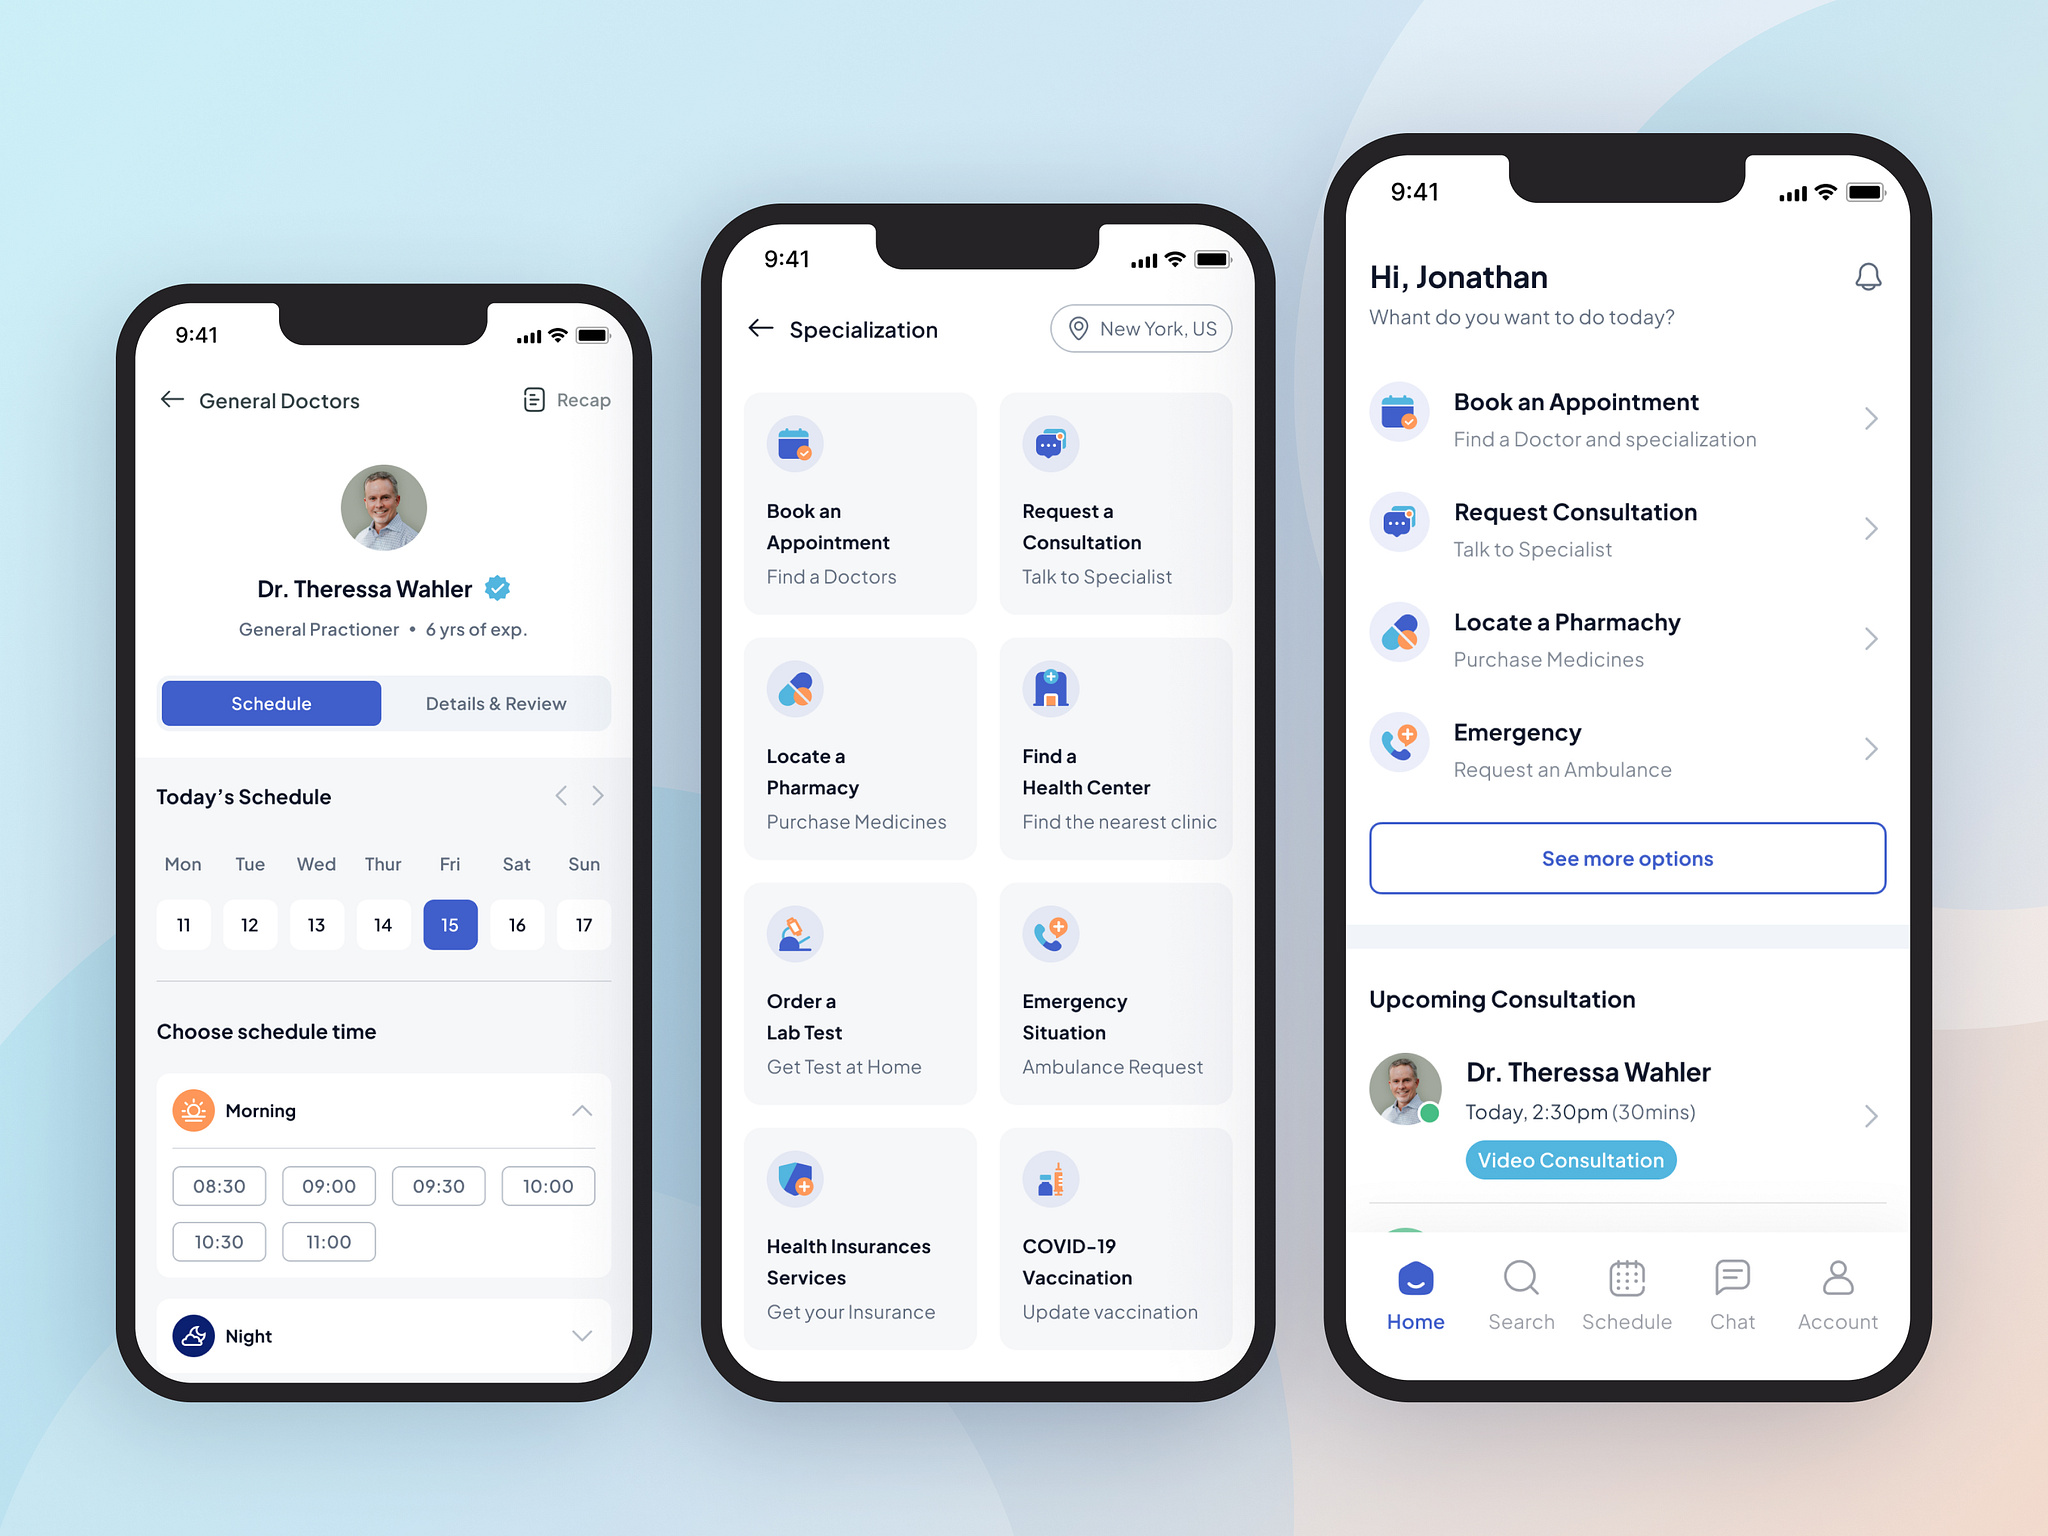 9:41
General Doctors
Recap
Dr. Theressa Wahler
General Practioner • 6 yrs of exp.
Schedule
Details & Review
Today's Schedule
Mon Tue Wed Thur Fri Sat Sun
11 12 13 14 15 16 17
Choose schedule time
Morning
08:30 09:00 09:30 10:00
10:30 11:00
Night
9:41
Specialization
New York, US
Book an
Appointment
Find a Doctors
Request a
Consultation
Talk to Specialist
Locate a
Pharmacy
Purchase Medicines
Find a
Health Center
Find the nearest clinic
Order a
Lab Test
Get Test at Home
Emergency
Situation
Ambulance Request
Health Insurances
Services
Get your Insurance
COVID-19
Vaccination
Update vaccination
9:41
Hi, Jonathan
Whant do you want to do today?
Book an Appointment
Find a Doctor and specialization
Request Consultation
Talk to Specialist
Locate a Pharmachy
Purchase Medicines
Emergency
Request an Ambulance
See more options
Upcoming Consultation
Dr. Theressa Wahler
Today, 2:30pm (30mins)
Video Consultation
Home Search Schedule Chat Account